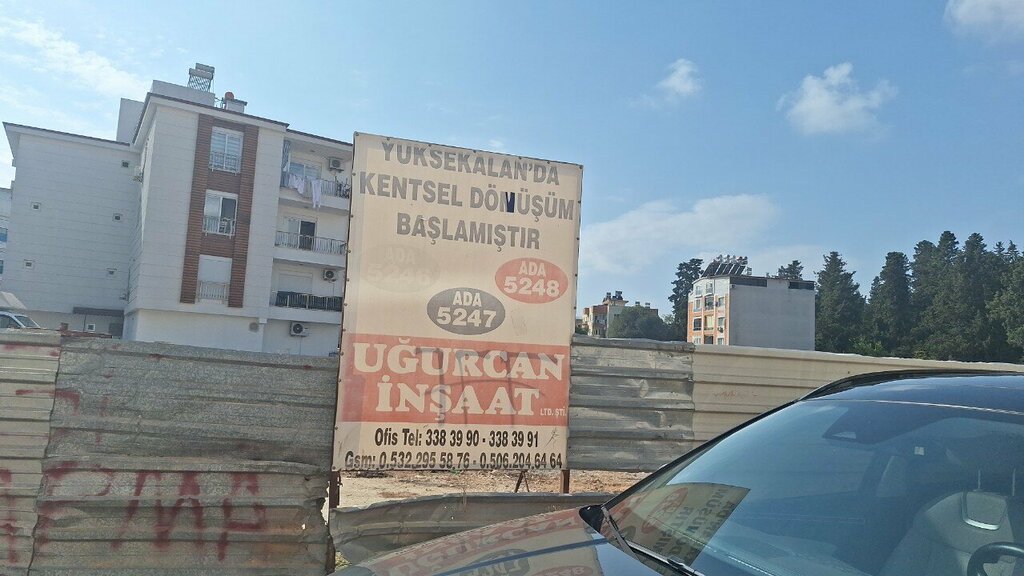 YUKSEKALAN'DA
KENTSEL DÖNÜŞÜM
BAŞLAMIŞTIR
ADA
5248
ADA
5248
ADA
5247
UĞURCAN
İNŞAAT LTD. ŞTİ.
Ofis Tel: 338 39 90 - 338 39 91
Gsm: 0.532.295 58 76 - 0.506.204.64 64